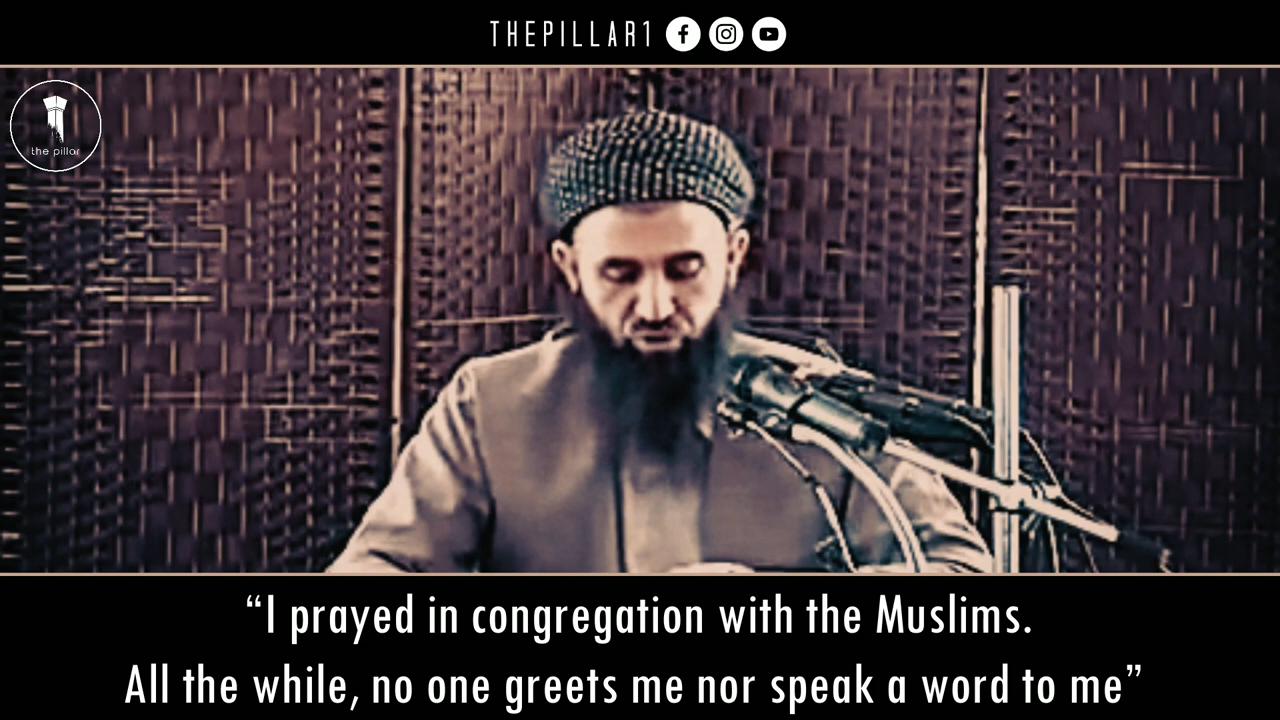 THEPILLAR1
the pillar
“I prayed in congregation with the Muslims.
All the while, no one greets me nor speak a word to me”